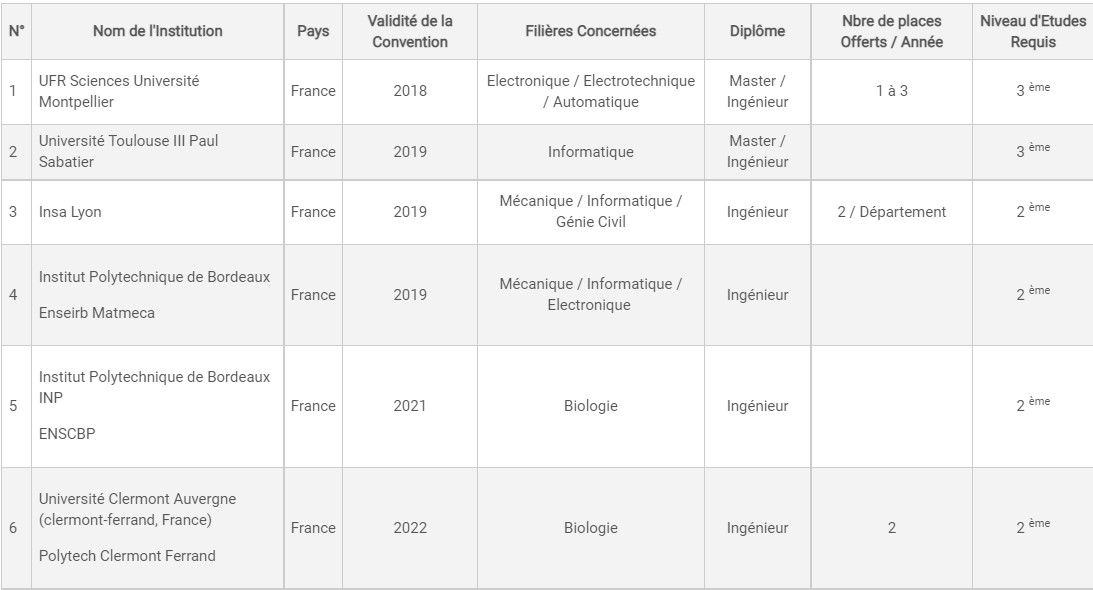 N° Nom de l'Institution Pays Validité de la Convention Filières Concernées Diplôme Nbre de places Offerts / Année Niveau d'Etudes Requis
1 UFR Sciences Université Montpellier France 2018 Electronique / Electrotechnique / Automatique Master / Ingénieur 1 à 3 3 ème
2 Université Toulouse III Paul Sabatier France 2019 Informatique Master / Ingénieur 3 ème
3 Insa Lyon France 2019 Mécanique / Informatique / Génie Civil Ingénieur 2 / Département 2 ème
4 Institut Polytechnique de Bordeaux Enseirb Matmeca France 2019 Mécanique / Informatique / Electronique Ingénieur 2 ème
5 Institut Polytechnique de Bordeaux INP ENSCBP France 2021 Biologie Ingénieur 2 ème
6 Université Clermont Auvergne (clermont-ferrand, France) Polytech Clermont Ferrand France 2022 Biologie Ingénieur 2 2 ème